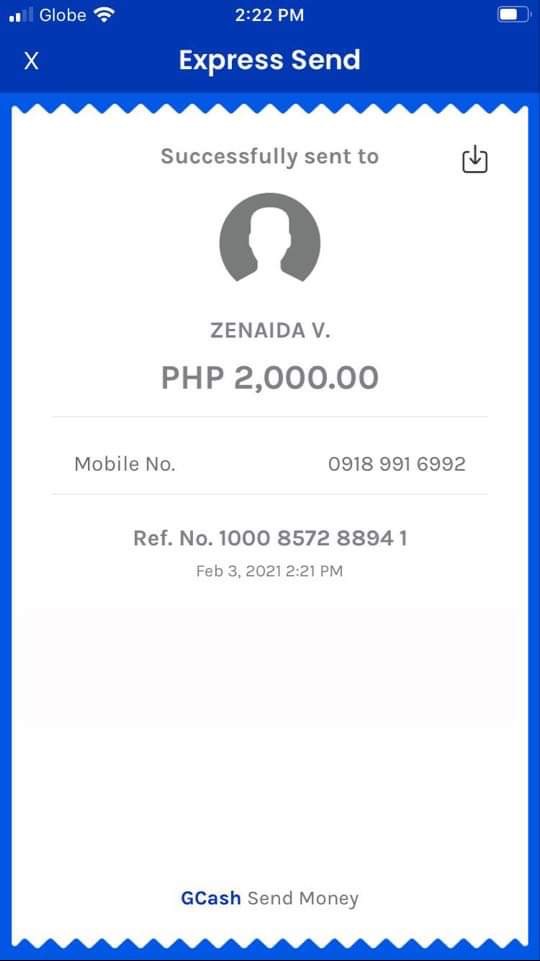 Globe 2:22 PM
X Express Send
Successfully sent to
ZENAIDA V.
PHP 2,000.00
Mobile No. 0918 991 6992
Ref. No. 1000 8572 8894 1
Feb 3, 2021 2:21 PM
GCash Send Money